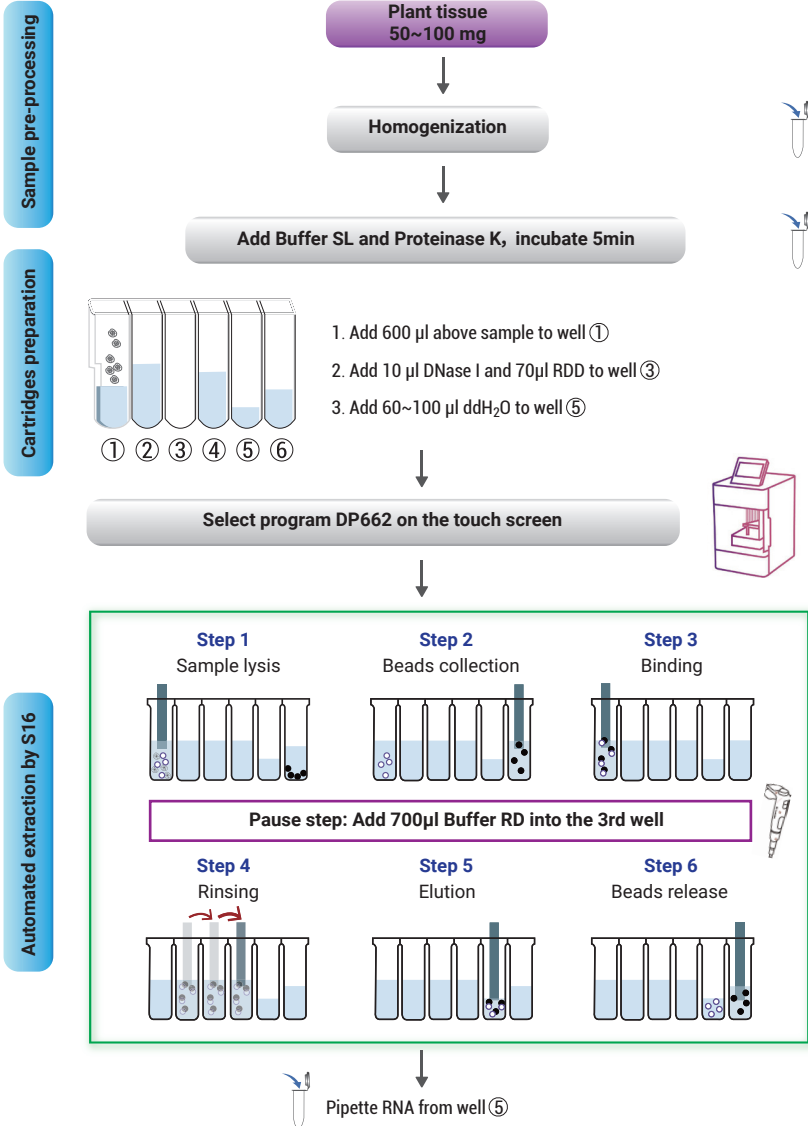 Sample pre-processing
Plant tissue
50~100 mg
Homogenization
Add Buffer SL and Proteinase K, incubate 5min
Cartridges preparation
① ② ③ ④ ⑤ ⑥
1. Add 600 µl above sample to well ①
2. Add 10 µl DNase I and 70µl RDD to well ③
3. Add 60~100 µl ddH₂O to well ⑤
Select program DP662 on the touch screen
Automated extraction by S16
Step 1
Sample lysis
Step 2
Beads collection
Step 3
Binding
Pause step: Add 700µl Buffer RD into the 3rd well
Step 4
Rinsing
Step 5
Elution
Step 6
Beads release
Pipette RNA from well ⑤